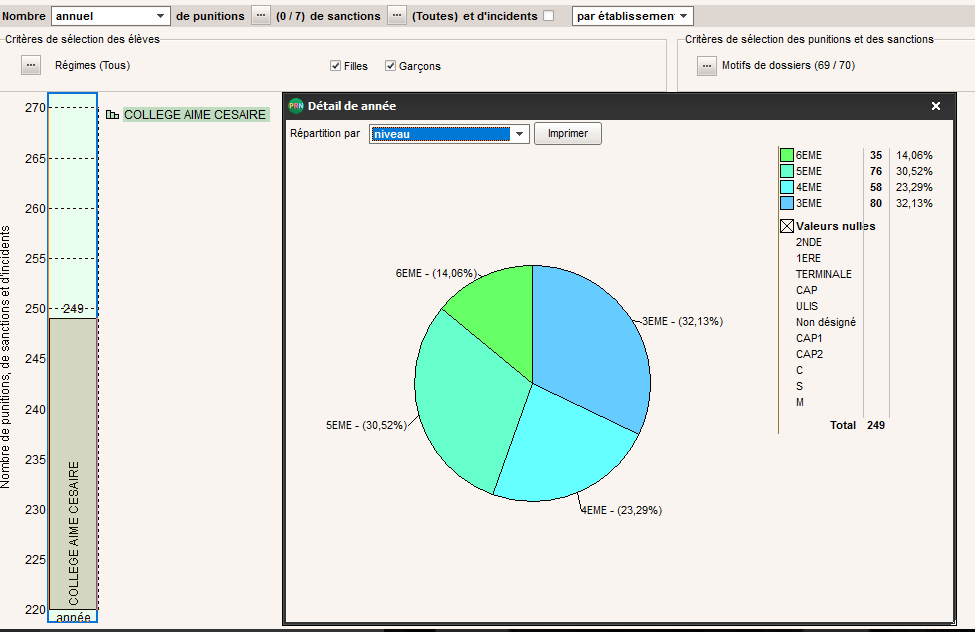 Nombre annuel de punitions ... (0 / 7) de sanctions ... (Toutes) et d'incidents par établissement
Critères de sélection des élèves
Critères de sélection des punitions et des sanctions
... Régimes (Tous) Filles Garçons
... Motifs de dossiers (69 / 70)
Nombre de punitions, de sanctions et d'incidents
270
265
260
255
250
245
240
235
230
225
220
249
COLLEGE AIME CESAIRE
année
COLLEGE AIME CESAIRE
PRN Détail de année
Répartition par niveau Imprimer
6EME - (14,06%)
3EME - (32,13%)
5EME - (30,52%)
4EME - (23,29%)
6EME 35 14,06%
5EME 76 30,52%
4EME 58 23,29%
3EME 80 32,13%
Valeurs nulles
2NDE
1ERE
TERMINALE
CAP
ULIS
Non désigné
CAP1
CAP2
C
S
M
Total 249